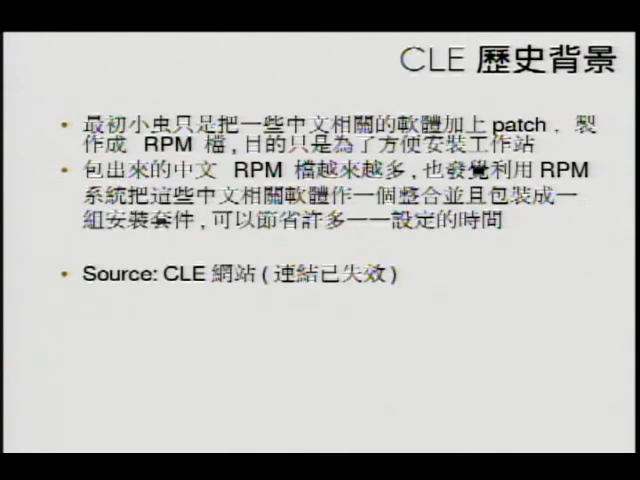 CLE 歷史背景
• 最初小虫只是把一些中文相關的軟體加上 patch，製
作成 RPM 檔 , 目的只是為了方便安裝工作站
• 包出來的中文 RPM 檔越來越多 , 也發覺利用 RPM
系統把這些中文相關軟體作一個整合並且包裝成一
組安裝套件 , 可以節省許多一一設定的時間
• Source: CLE 網站 ( 連結已失效 )